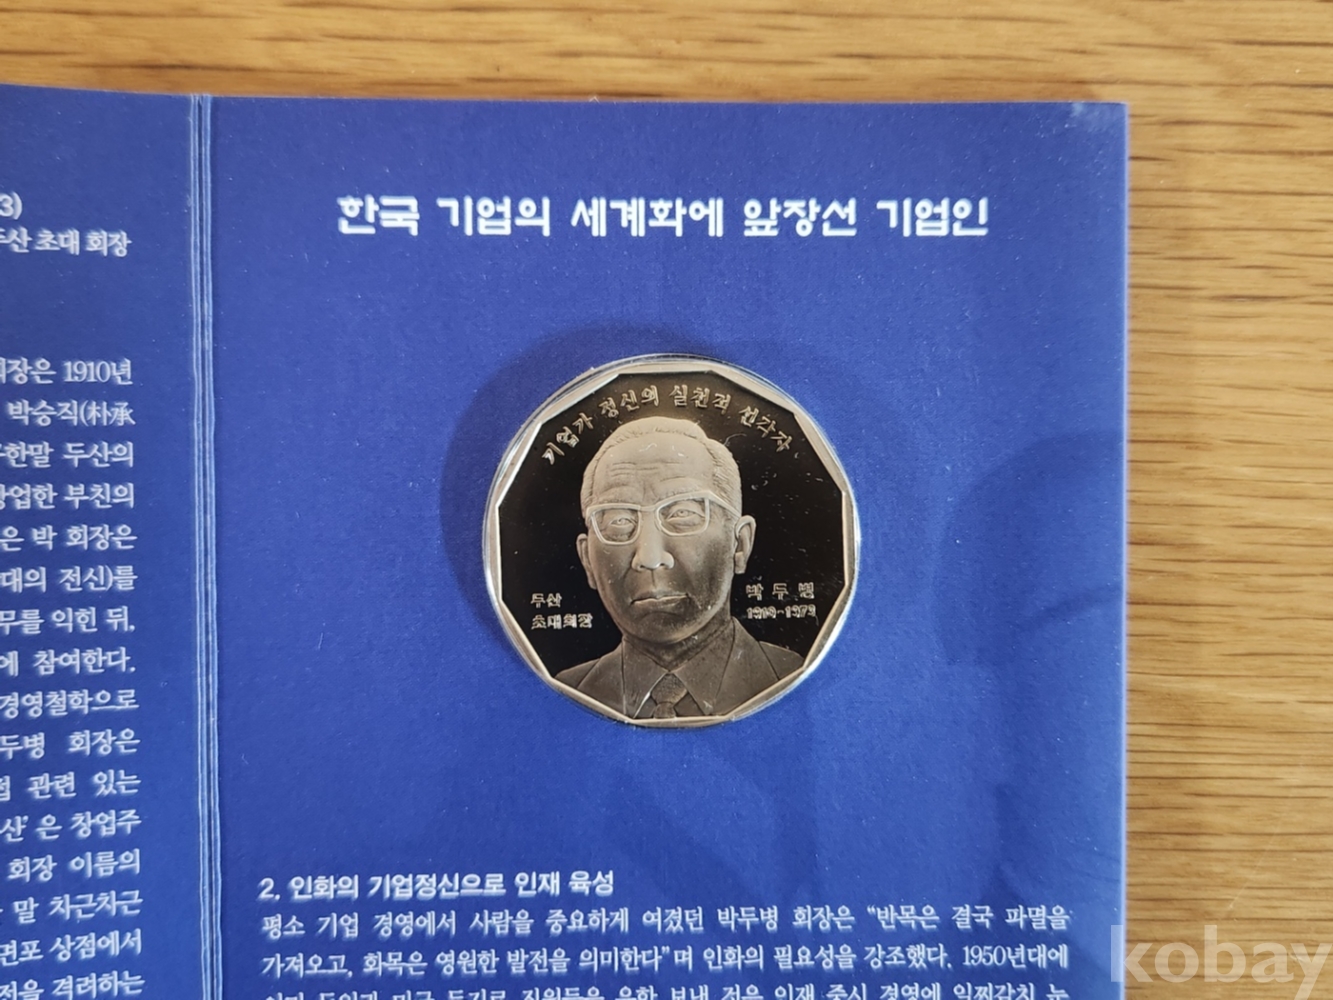 3)
두산 초대 회장
회장은 1910년
박승직(朴承
구한말 두산의
창업한 부친의
은 박 회장은
대의 전신)를
무를 익힌 뒤,
에 참여한다.
경영철학으로
두병 회장은
접 관련 있는
산’은 창업주
회장 이름의
말 차근차근
면포 상점에서
전을 격려하는
한국 기업의 세계화에 앞장선 기업인
기업가 정신의 실천적 선각자
두산
초대회장
박두병
1910-1973
2. 인화의 기업정신으로 인재 육성
평소 기업 경영에서 사람을 중요하게 여겼던 박두병 회장은 “반목은 결국 파멸을
가져오고, 화목은 영원한 발전을 의미한다”며 인화의 필요성을 강조했다. 1950년대에
kobay